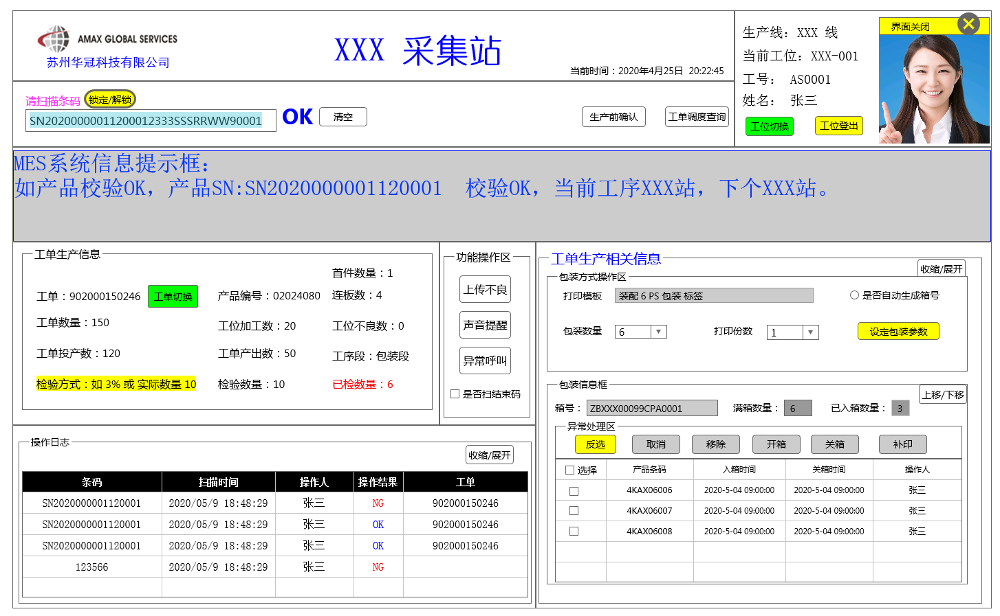 AMAX GLOBAL SERVICES
苏州华冠科技有限公司
XXX 采集站
当前时间：2020年4月25日 20:22:45
生产线：XXX 线
当前工位：XXX-001
工号： AS0001
姓名： 张三
工位切换 工位登出
界面关闭
请扫描条码 锁定/解锁
SN20200000011200012333SSSRRWW90001 OK 清空
生产前确认 工单调度查询
MES系统信息提示框：
如产品校验OK，产品SN:SN2020000001120001 校验OK，当前工序XXX站，下个XXX站。
工单生产信息
首件数量：1
工单：902000150246 工单切换 产品编号：02024080 连板数：4
工单数量：150 工位加工数：20 工位不良数：0
工单投产数：120 工单产出数：50 工序段：包装段
检验方式：如 3% 或 实际数量 10 检验数量：10 已检数量：6
功能操作区
上传不良
声音提醒
异常呼叫
是否扫结束码
操作日志
收缩/展开
条码 扫描时间 操作人 操作结果 工单
SN2020000001120001 2020/05/9 18:48:29 张三 NG 902000150246
SN2020000001120001 2020/05/9 18:48:29 张三 OK 902000150246
SN2020000001120001 2020/05/9 18:48:29 张三 OK 902000150246
123566 2020/05/9 18:48:29 张三 NG
工单生产相关信息
收缩/展开
包装方式操作区
打印模板 装配 6 PS 包装 标签 是否自动生成箱号
包装数量 6 打印份数 1 设定包装参数
包装信息框
上移/下移
箱号： ZBXXX00099CPA0001 满箱数量： 6 已入箱数量： 3
异常处理区
反选 取消 移除 开箱 关箱 补印
选择 产品条码 入箱时间 关箱时间 操作人
4KAX06006 2020-5-04 09:00:00 2020-5-04 09:00:00 张三
4KAX06007 2020-5-04 09:00:00 2020-5-04 09:00:00 张三
4KAX06008 2020-5-04 09:00:00 2020-5-04 09:00:00 张三